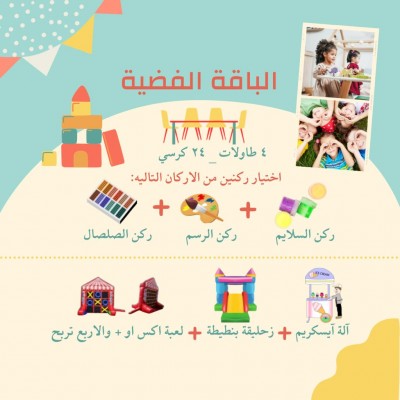 الباقة الفضية
٤ طاولات _ ٢٤ كرسي
اختيار ركنين من الاركان التاليه:
ركن السلايم + ركن الرسم + ركن الصلصال
آلة آيسكريم + زحليقة بنطيطة + لعبة اكس او + والاربع تربح